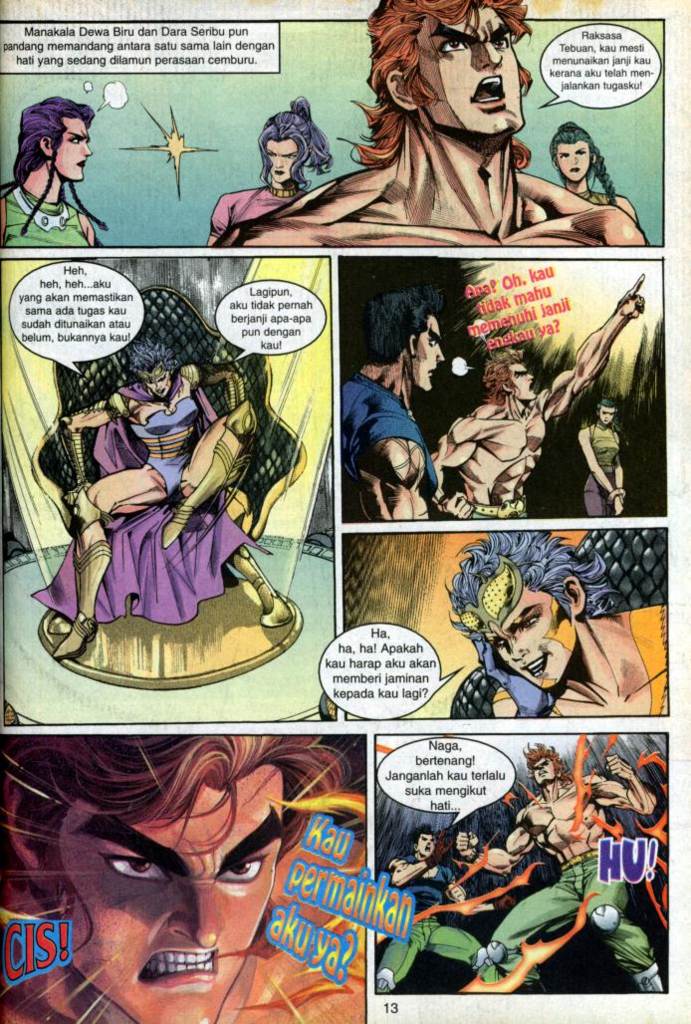 Manakala Dewa Biru dan Dara Seribu pun
pandang memandang antara satu sama lain dengan
hati yang sedang dilamun perasaan cemburu.
Raksasa
Tebuan, kau mesti
menunaikan janji kau
kerana aku telah men-
jalankan tugasku!
Heh,
heh, heh...aku
yang akan memastikan
sama ada tugas kau
sudah ditunaikan atau
belum, bukannya kau!
Lagipun,
aku tidak pernah
berjanji apa-apa
pun dengan
kau!
Apa? Oh, kau
tidak mahu
memenuhi janji
engkau ya?
Ha,
ha, ha! Apakah
kau harap aku akan
memberi jaminan
kepada kau lagi?
CIS!
Kau
permainkan
aku ya?
Naga,
bertenang!
Janganlah kau terlalu
suka mengikut
hati...
HU!
13